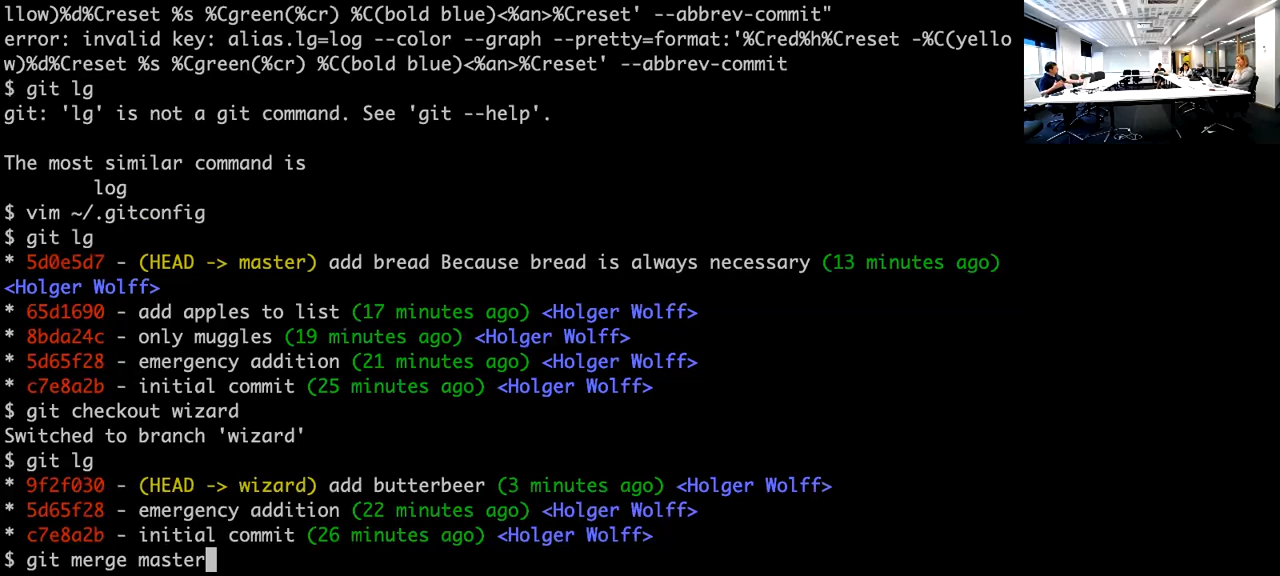 llow)%d%Creset %s %Cgreen(%cr) %C(bold blue)<%an>%Creset' --abbrev-commit"
error: invalid key: alias.lg=log --color --graph --pretty=format:'%Cred%h%Creset -%C(yello
w)%d%Creset %s %Cgreen(%cr) %C(bold blue)<%an>%Creset' --abbrev-commit
$ git lg
git: 'lg' is not a git command. See 'git --help'.
The most similar command is
log
$ vim ~/.gitconfig
$ git lg
* 5d0e5d7 - (HEAD -> master) add bread Because bread is always necessary (13 minutes ago)
<Holger Wolff>
* 65d1690 - add apples to list (17 minutes ago) <Holger Wolff>
* 8bda24c - only muggles (19 minutes ago) <Holger Wolff>
* 5d65f28 - emergency addition (21 minutes ago) <Holger Wolff>
* c7e8a2b - initial commit (25 minutes ago) <Holger Wolff>
$ git checkout wizard
Switched to branch 'wizard'
$ git lg
* 9f2f030 - (HEAD -> wizard) add butterbeer (3 minutes ago) <Holger Wolff>
* 5d65f28 - emergency addition (22 minutes ago) <Holger Wolff>
* c7e8a2b - initial commit (26 minutes ago) <Holger Wolff>
$ git merge master